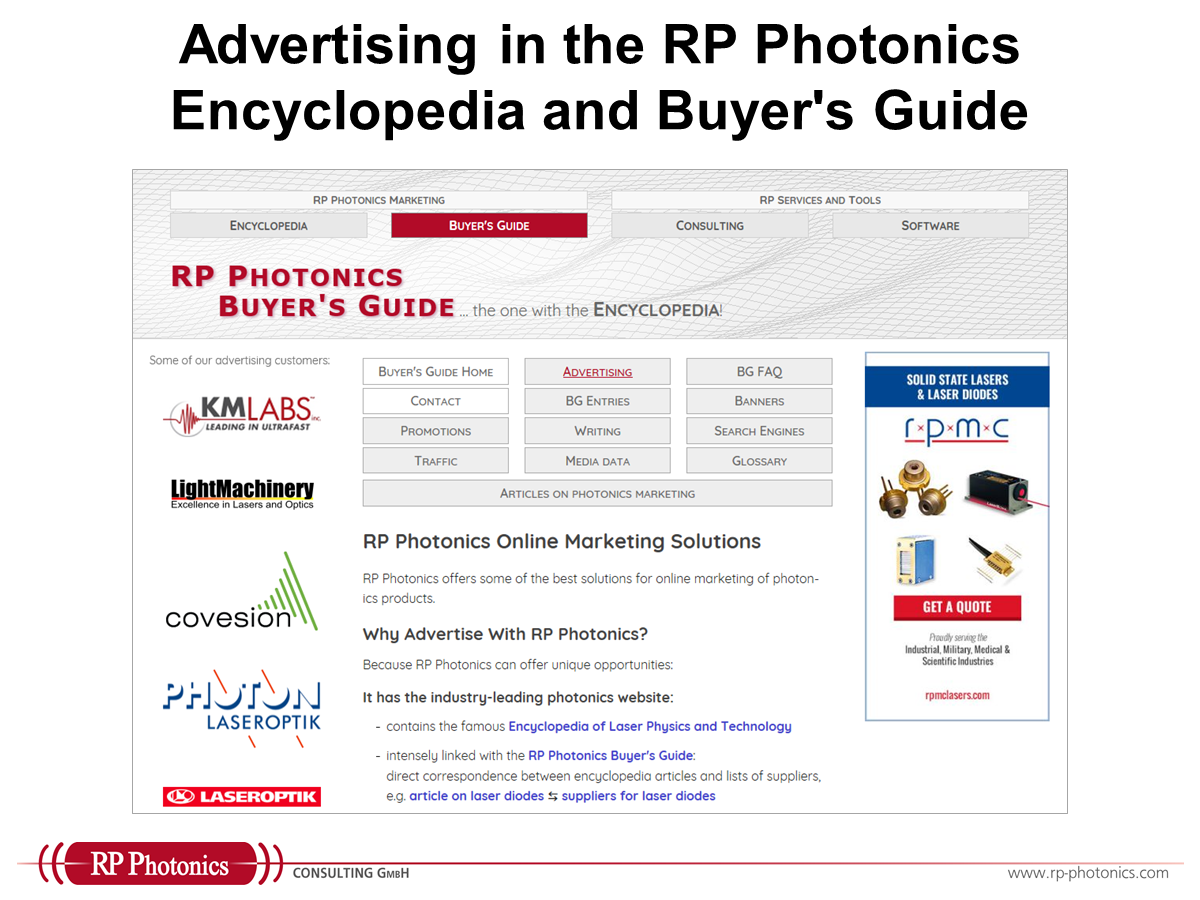 Advertising in the RP Photonics
Encyclopedia and Buyer's Guide
RP Photonics Marketing
RP Services and Tools
Encyclopedia
Buyer's Guide
Consulting
Software
RP Photonics
Buyer's Guide ... the one with the Encyclopedia!
Some of our advertising customers:
KMLABS™ Inc.
LEADING IN ULTRAFAST
LightMachinery
Excellence in Lasers and Optics
covesion
PHOTON
LASEROPTIK
LASEROPTIK
Buyer's Guide Home
Advertising
BG FAQ
Contact
BG Entries
Banners
Promotions
Writing
Search Engines
Traffic
Media data
Glossary
Articles on photonics marketing
RP Photonics Online Marketing Solutions
RP Photonics offers some of the best solutions for online marketing of photon-
ics products.
Why Advertise With RP Photonics?
Because RP Photonics can offer unique opportunities:
It has the industry-leading photonics website:
- contains the famous Encyclopedia of Laser Physics and Technology
- intensely linked with the RP Photonics Buyer's Guide:
direct correspondence between encyclopedia articles and lists of suppliers,
e.g. article on laser diodes ⇆ suppliers for laser diodes
SOLID STATE LASERS
& LASER DIODES
r×p×m×c
GET A QUOTE
Proudly serving the
Industrial, Military, Medical &
Scientific Industries
rpmclasers.com
RP Photonics
CONSULTING GMBH
www.rp-photonics.com